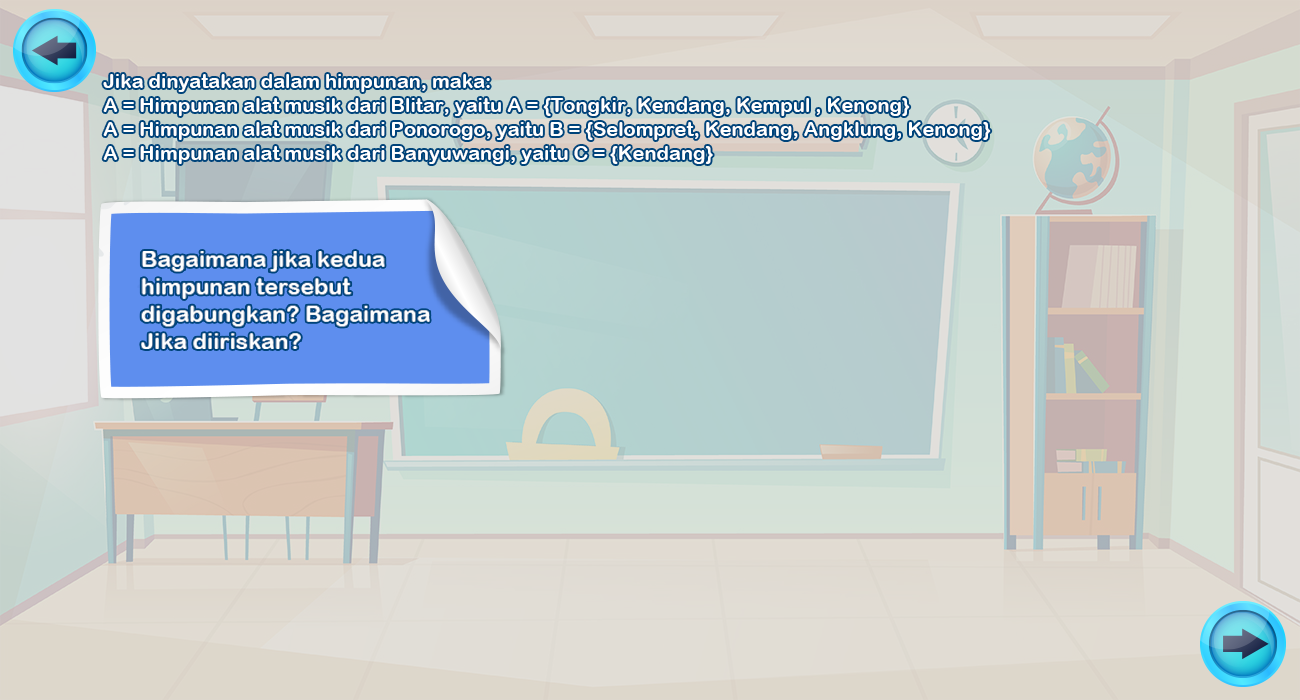 Jika dinyatakan dalam himpunan, maka:
A = Himpunan alat musik dari Blitar, yaitu A = {Tongkir, Kendang, Kempul , Kenong}
A = Himpunan alat musik dari Ponorogo, yaitu B = {Selompret, Kendang, Angklung, Kenong}
A = Himpunan alat musik dari Banyuwangi, yaitu C = {Kendang}
Bagaimana jika kedua
himpunan tersebut
digabungkan? Bagaimana
Jika diiriskan?